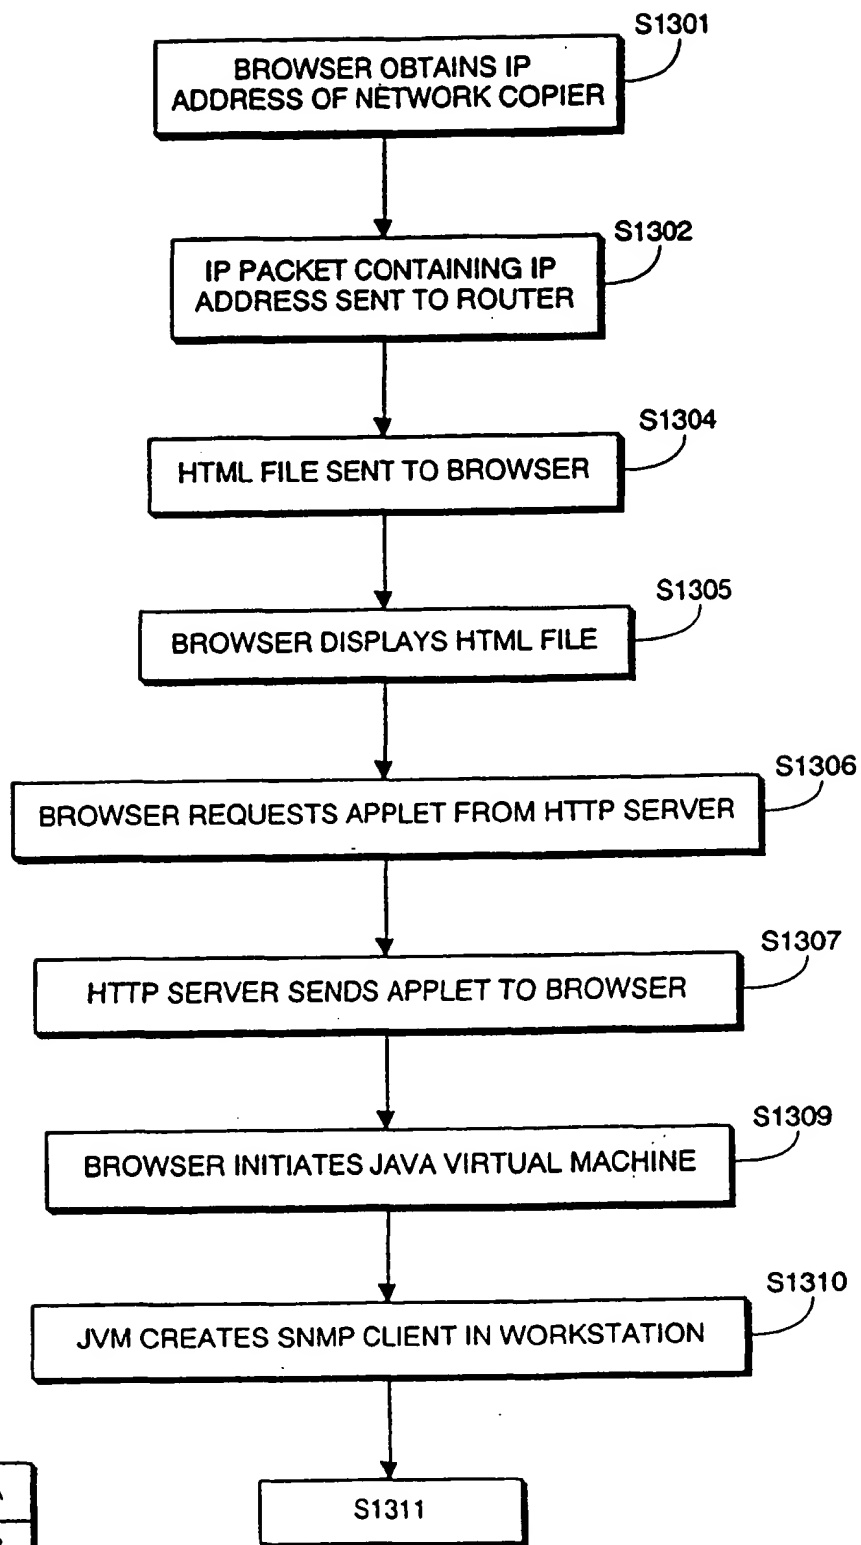 S1301
BROWSER OBTAINS IP
ADDRESS OF NETWORK COPIER
S1302
IP PACKET CONTAINING IP
ADDRESS SENT TO ROUTER
S1304
HTML FILE SENT TO BROWSER
S1305
BROWSER DISPLAYS HTML FILE
S1306
BROWSER REQUESTS APPLET FROM HTTP SERVER
S1307
HTTP SERVER SENDS APPLET TO BROWSER
S1309
BROWSER INITIATES JAVA VIRTUAL MACHINE
S1310
JVM CREATES SNMP CLIENT IN WORKSTATION
S1311